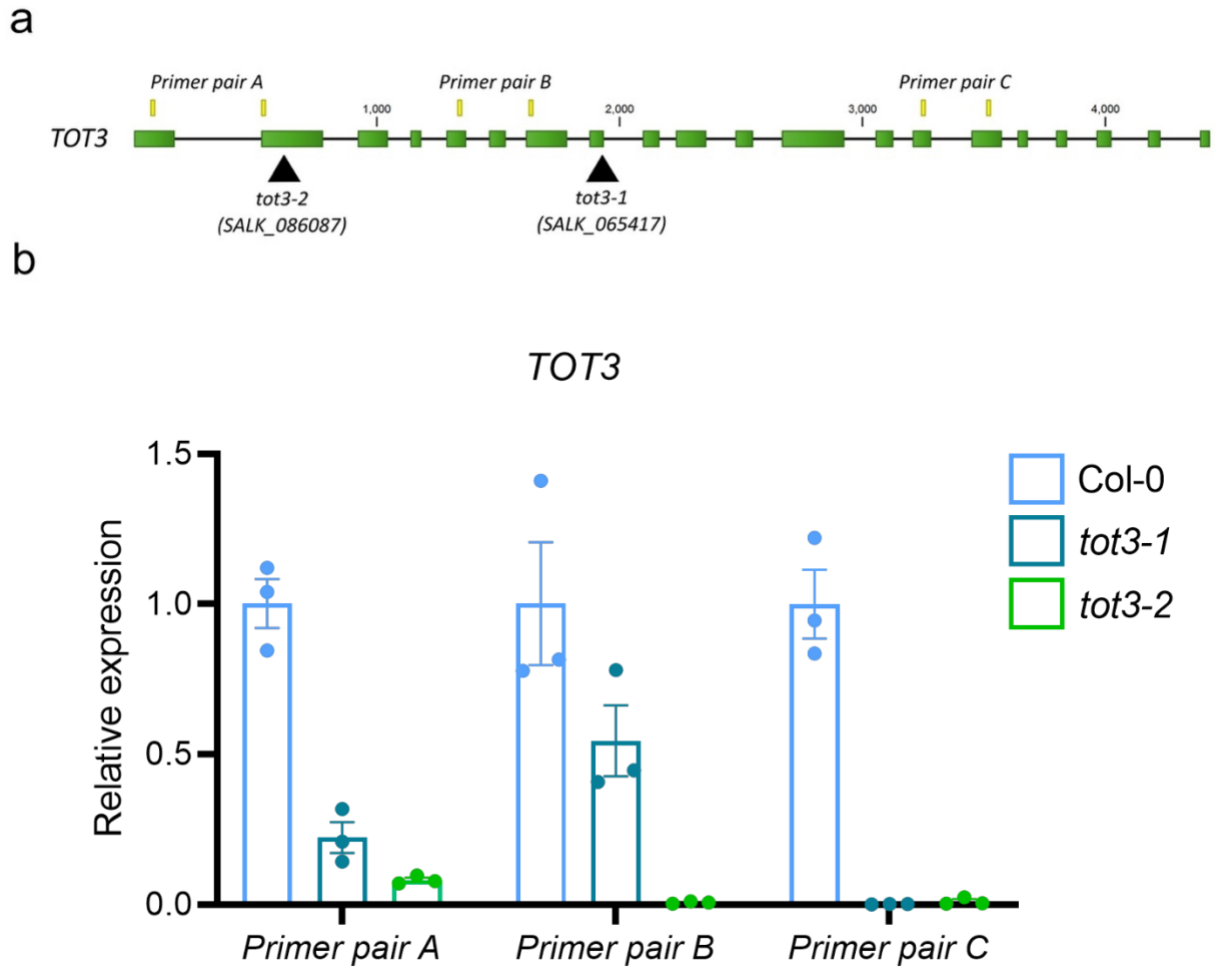 a
Primer pair A
Primer pair B
Primer pair C
1,000
2,000
3,000
4,000
TOT3
tot3-2
(SALK_086087)
tot3-1
(SALK_065417)
b
TOT3
Relative expression
1.5
1.0
0.5
0.0
Col-0
tot3-1
tot3-2
Primer pair A
Primer pair B
Primer pair C